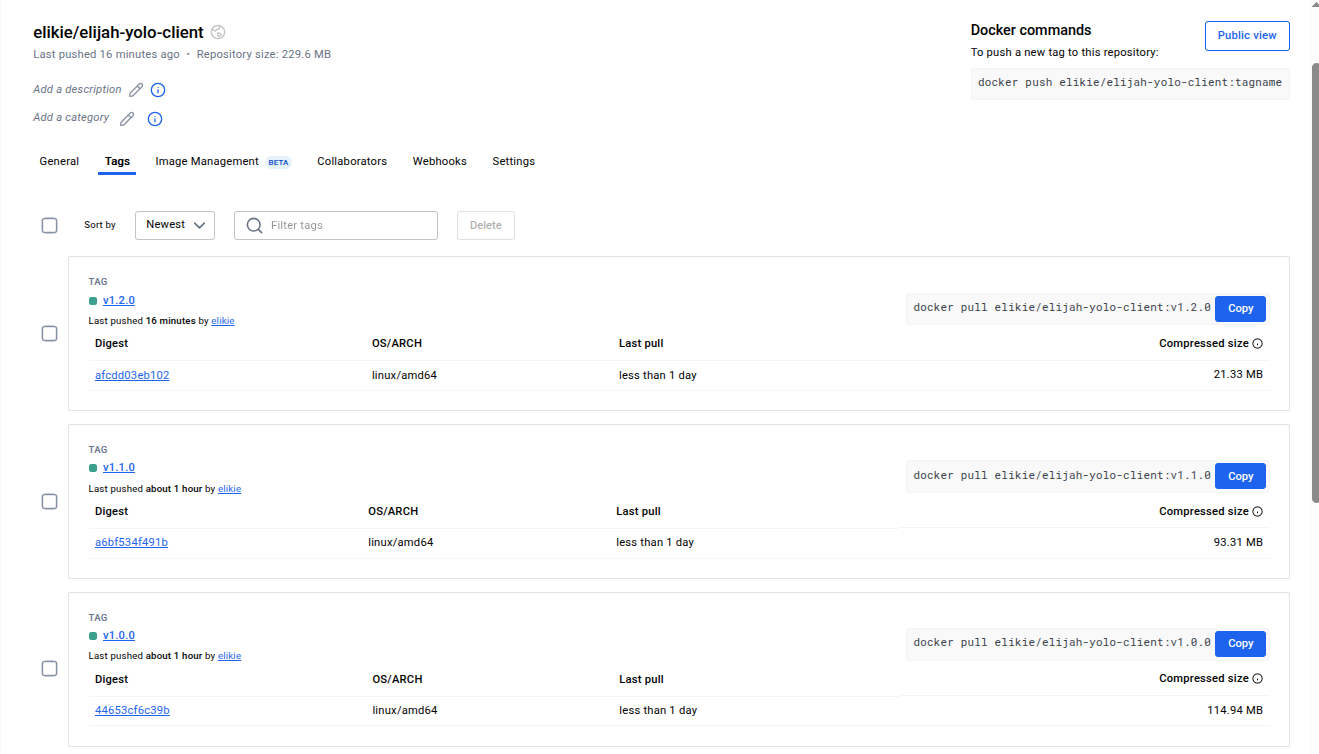 elikie/elijah-yolo-client
Last pushed 16 minutes ago • Repository size: 229.6 MB
Add a description
Add a category
Docker commands
To push a new tag to this repository:
Public view
docker push elikie/elijah-yolo-client:tagname
General Tags Image Management BETA Collaborators Webhooks Settings
Sort by Newest Filter tags Delete
TAG
v1.2.0
Last pushed 16 minutes by elikie
docker pull elikie/elijah-yolo-client:v1.2.0 Copy
Digest OS/ARCH Last pull Compressed size
afcdd03eb102 linux/amd64 less than 1 day 21.33 MB
TAG
v1.1.0
Last pushed about 1 hour by elikie
docker pull elikie/elijah-yolo-client:v1.1.0 Copy
Digest OS/ARCH Last pull Compressed size
a6bf534f491b linux/amd64 less than 1 day 93.31 MB
TAG
v1.0.0
Last pushed about 1 hour by elikie
docker pull elikie/elijah-yolo-client:v1.0.0 Copy
Digest OS/ARCH Last pull Compressed size
44653cf6c39b linux/amd64 less than 1 day 114.94 MB